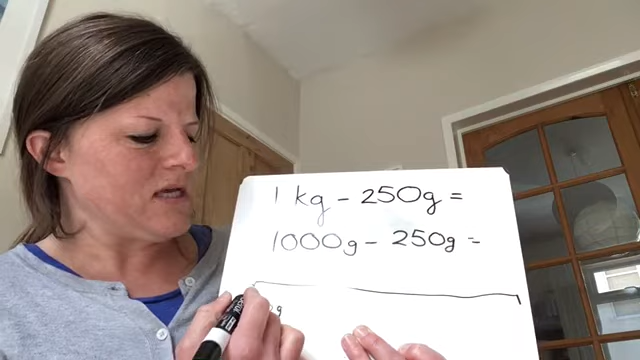 1 kg - 250g =
1000g - 250g =